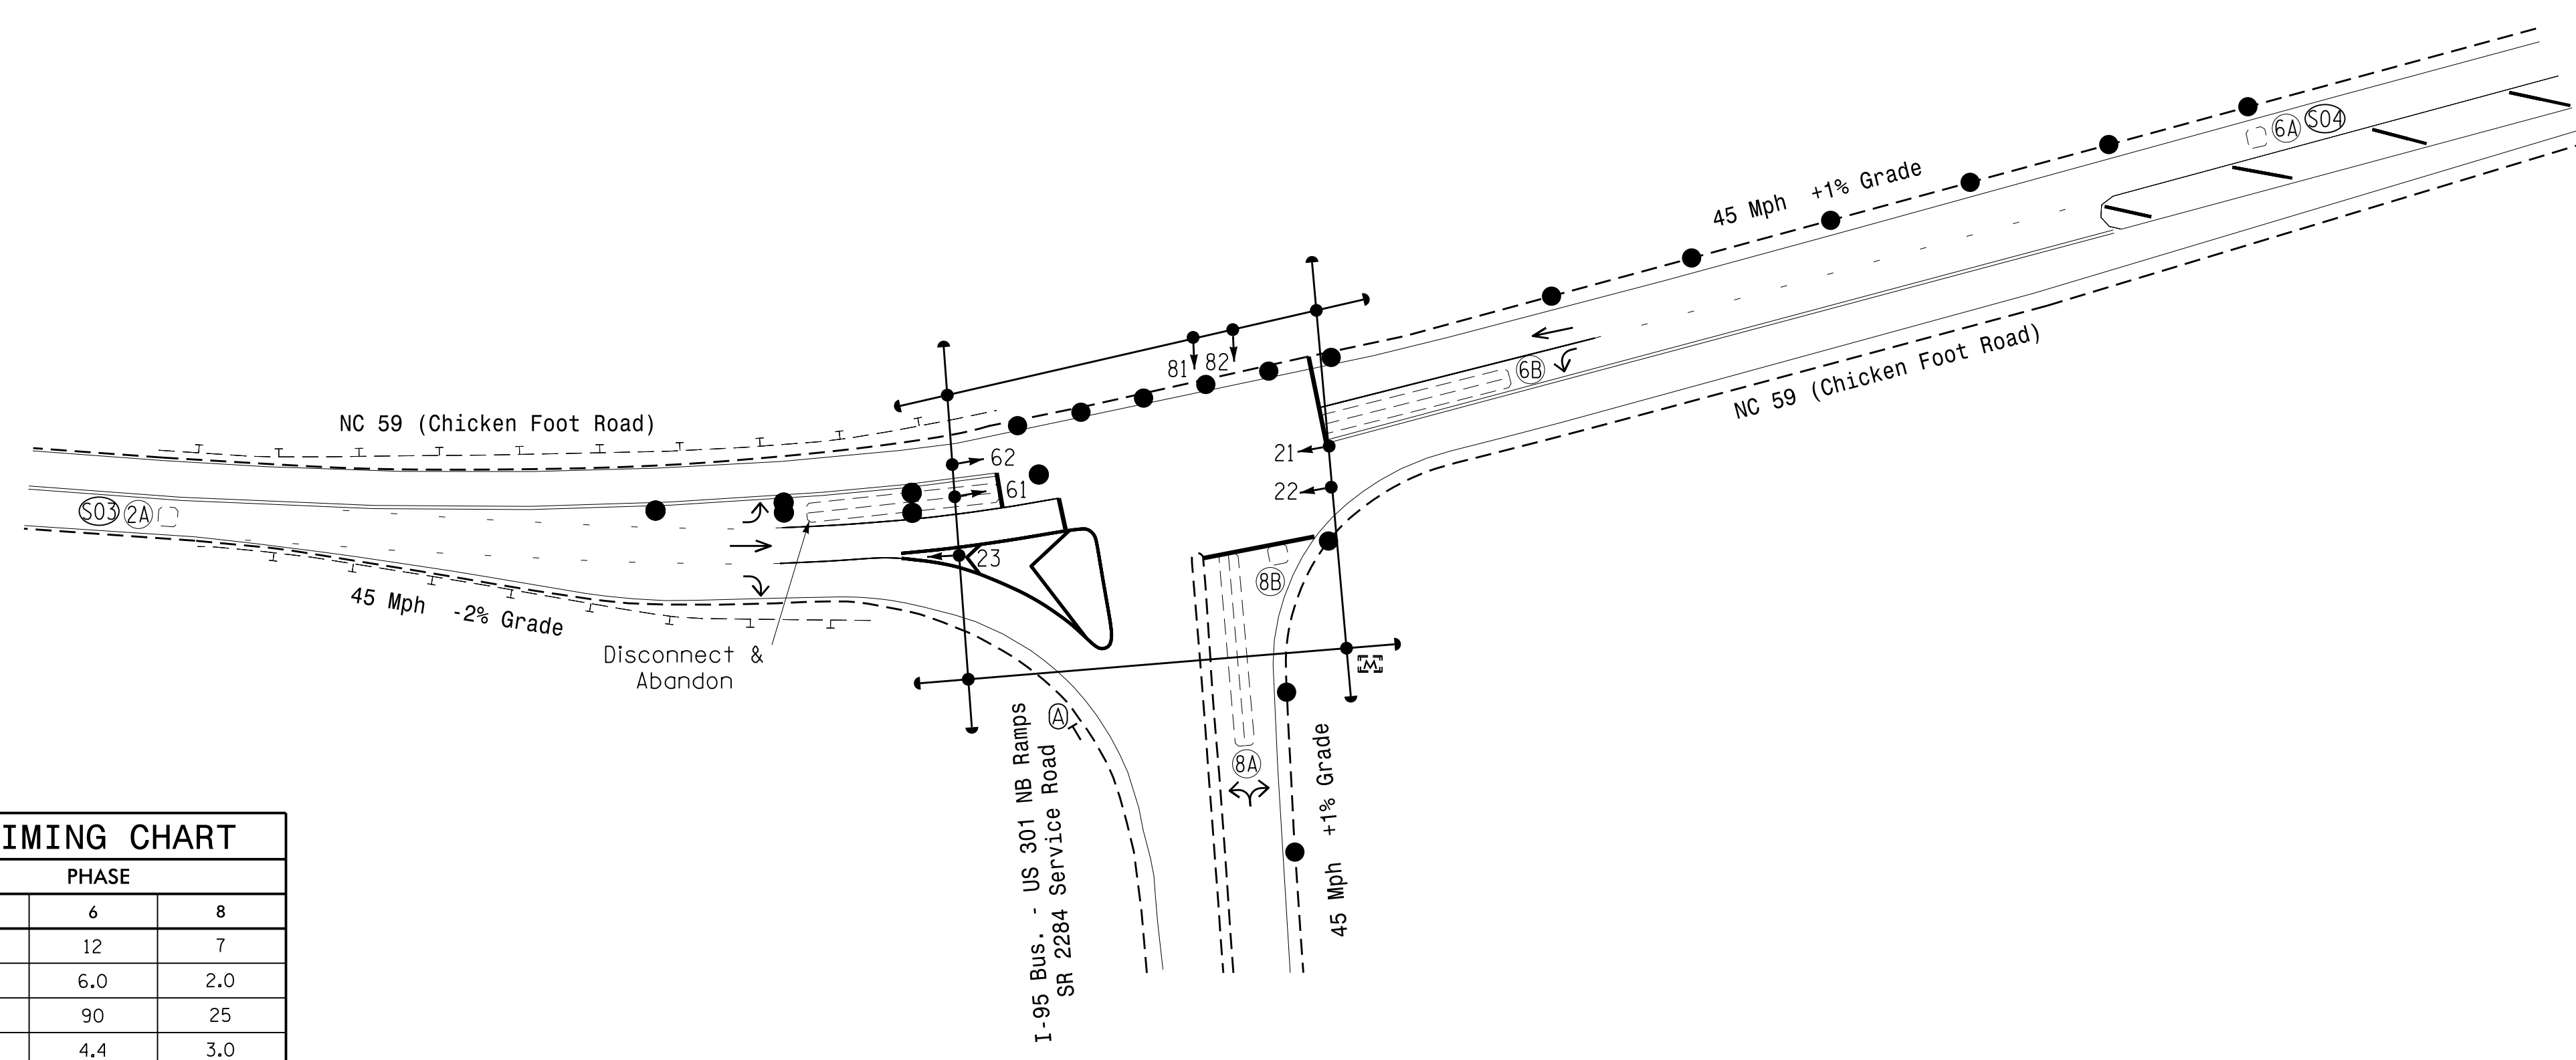 6A S04
45 Mph +1% Grade
81 82
6B
NC 59 (Chicken Foot Road)
NC 59 (Chicken Foot Road)
62
21
61
22
S03 2A
23
8B
45 Mph -2% Grade
Disconnect &
Abandon
M
A
8A
I-95 Bus. - US 301 NB Ramps
SR 2284 Service Road
45 Mph +1% Grade
IMING CHART
PHASE
6 8
12 7
6.0 2.0
90 25
4.4 3.0